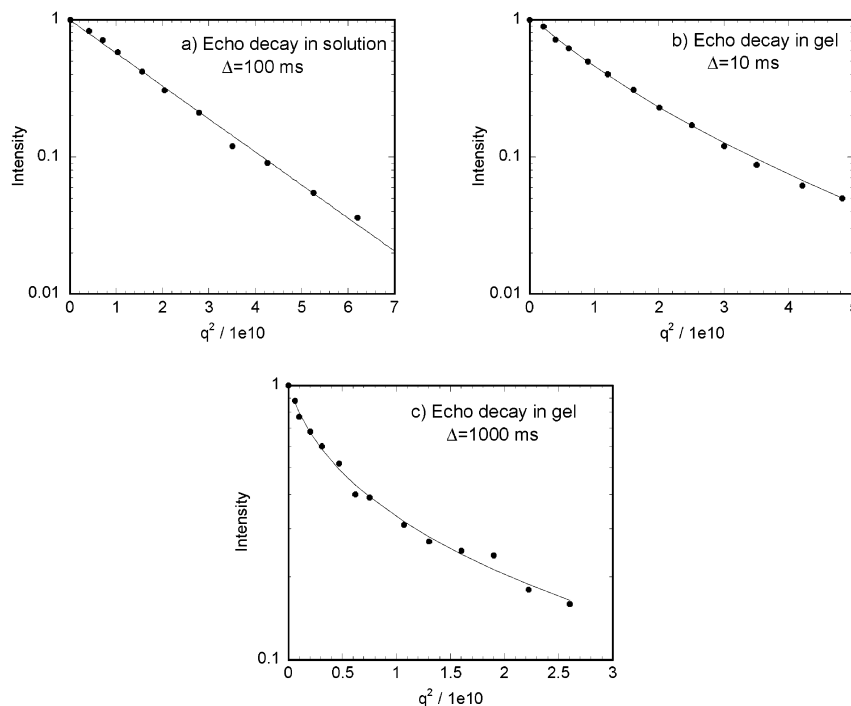 a) Echo decay in solution
Δ=100 ms
Intensity
1
0.1
0.01
0 1 2 3 4 5 6 7
q² / 1e10
b) Echo decay in gel
Δ=10 ms
Intensity
1
0.1
0.01
0 1 2 3 4
q² / 1e10
c) Echo decay in gel
Δ=1000 ms
Intensity
1
0.1
0 0.5 1 1.5 2 2.5 3
q² / 1e10